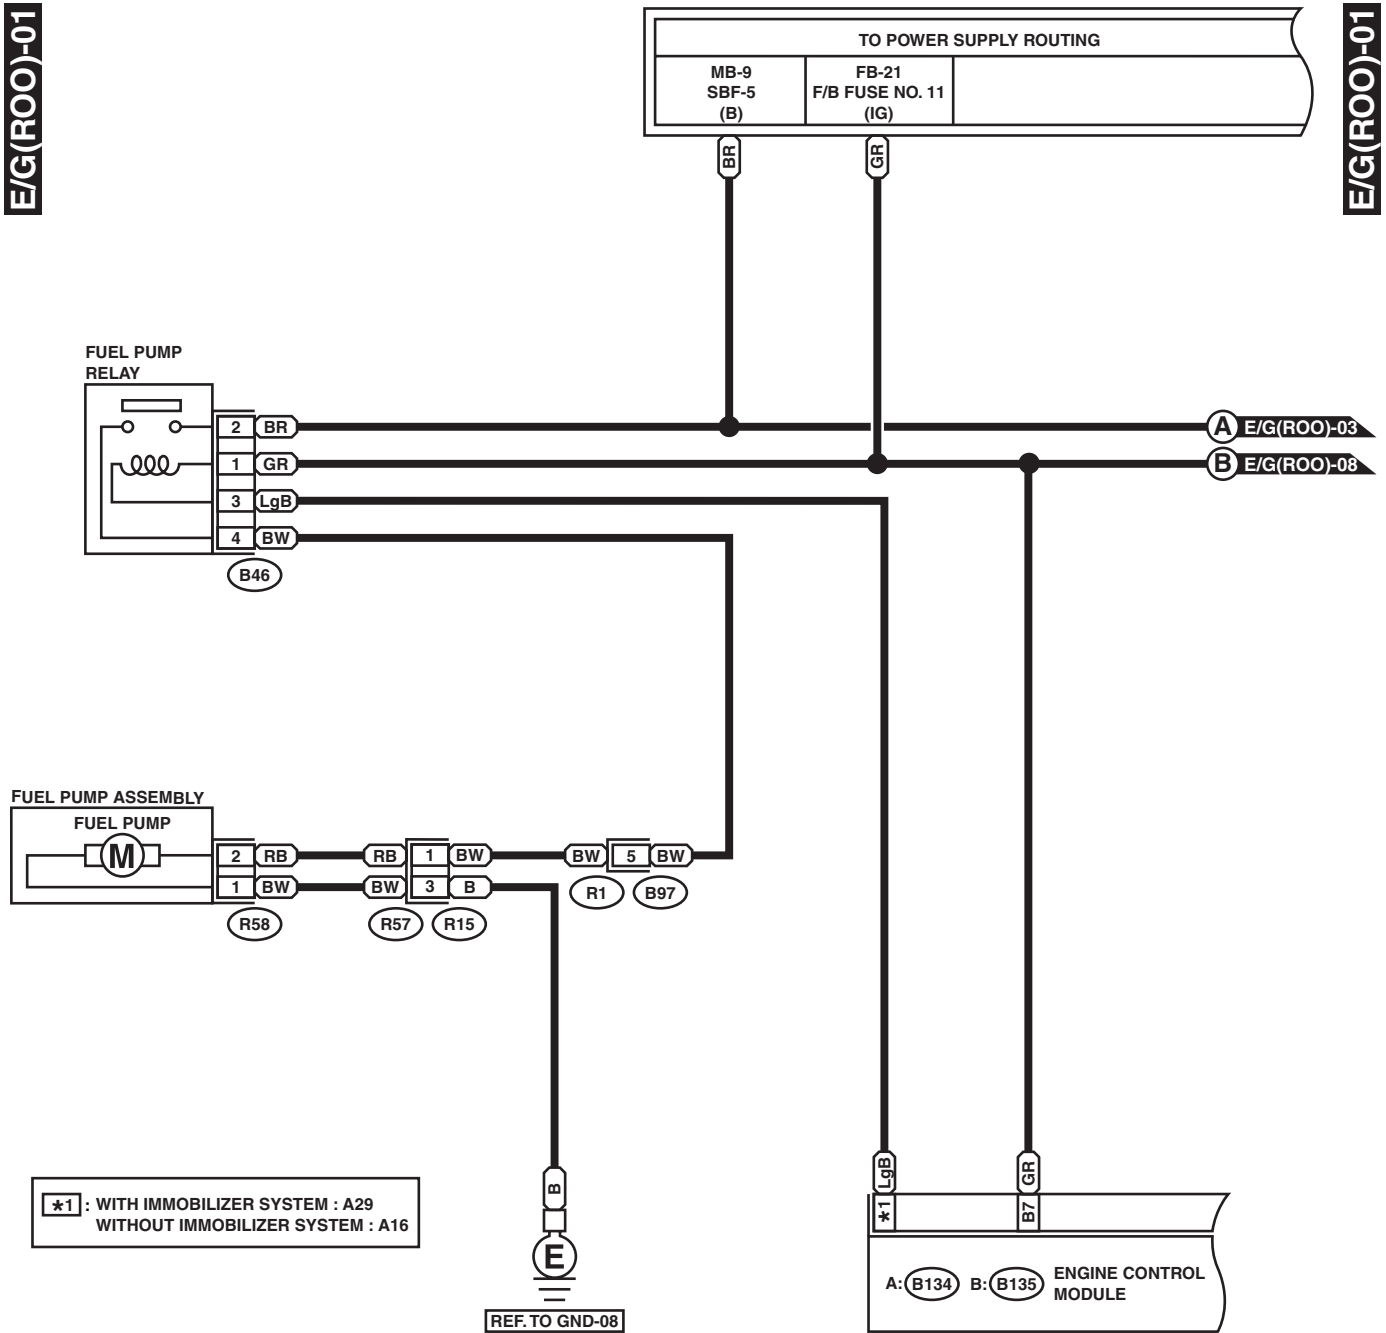 E/G(ROO)-01
E/G(ROO)-01
TO POWER SUPPLY ROUTING
MB-9
SBF-5
(B)
FB-21
F/B FUSE NO. 11
(IG)
BR
GR
FUEL PUMP
RELAY
2 BR
1 GR
3 LgB
4 BW
B46
A E/G(ROO)-03
B E/G(ROO)-08
FUEL PUMP ASSEMBLY
FUEL PUMP
M
2 RB RB 1 BW BW 5 BW
1 BW BW 3 B
R58 R57 R15 R1 B97
B
E
REF. TO GND-08
*1 : WITH IMMOBILIZER SYSTEM : A29
WITHOUT IMMOBILIZER SYSTEM : A16
LgB
GR
*1
B7
A: B134 B: B135
ENGINE CONTROL
MODULE